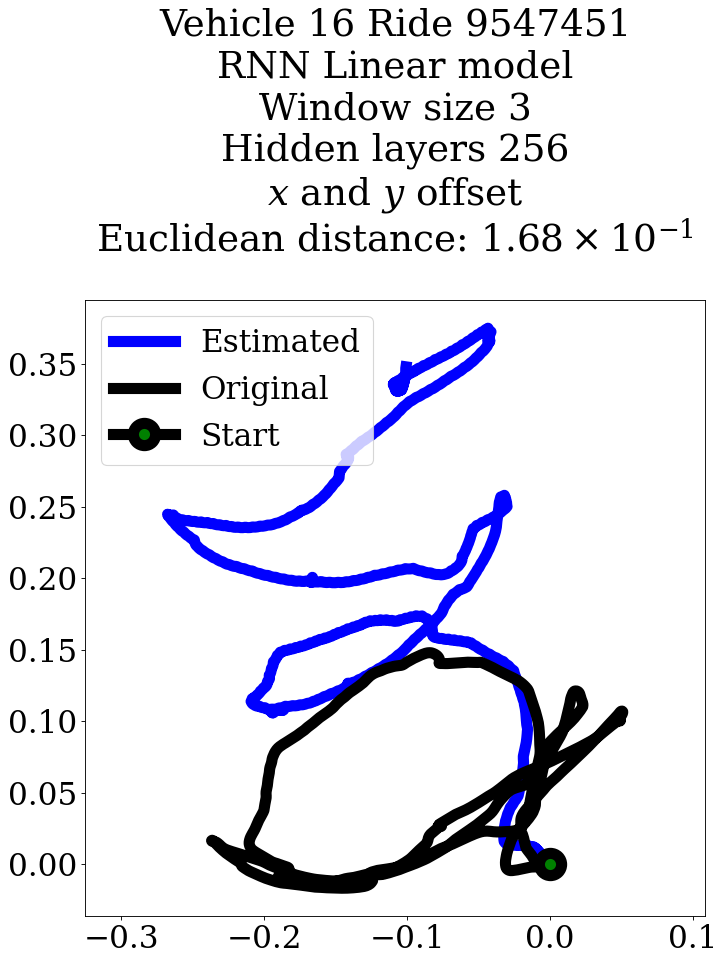 Vehicle 16 Ride 9547451
RNN Linear model
Window size 3
Hidden layers 256
x and y offset
Euclidean distance: 1.68 × 10⁻¹
Estimated
Original
Start
0.35
0.30
0.25
0.20
0.15
0.10
0.05
0.00
−0.3 −0.2 −0.1 0.0 0.1